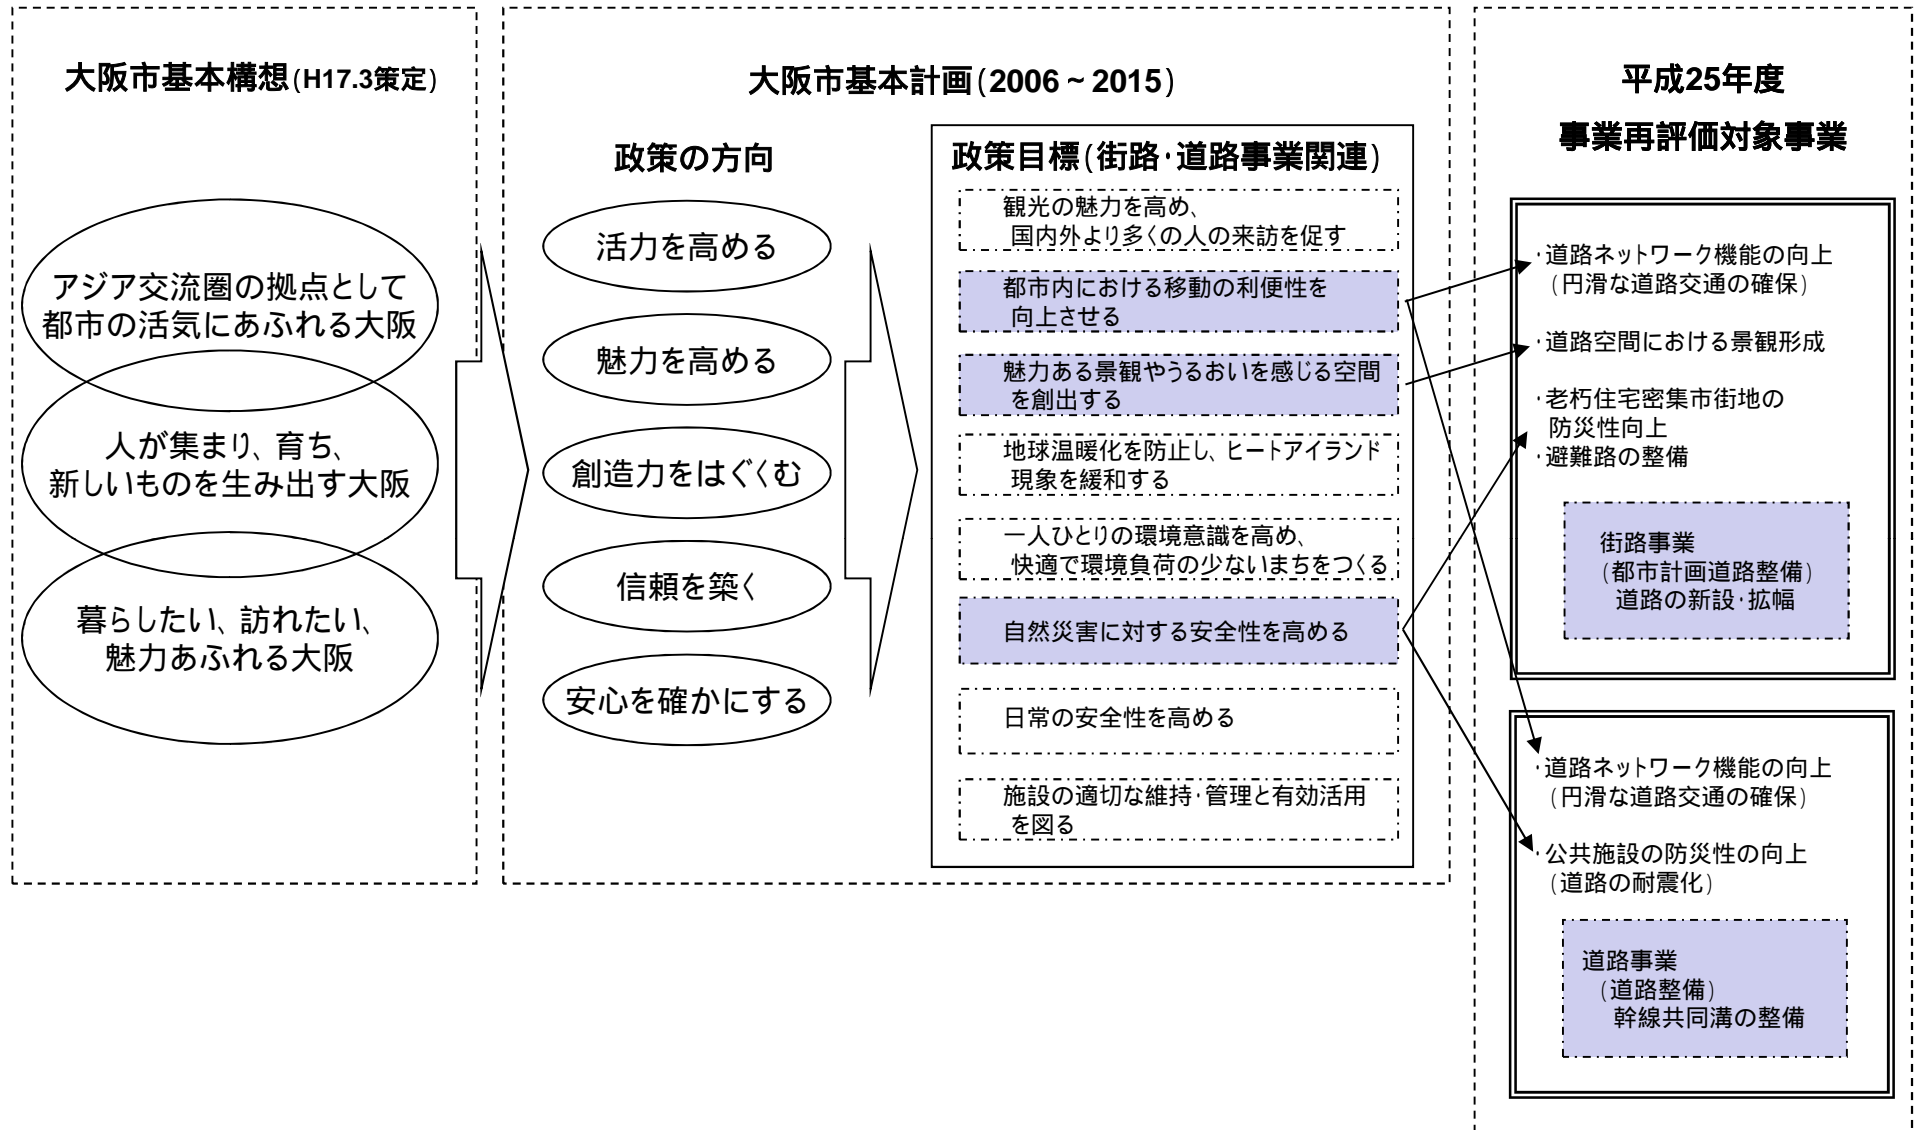 大阪市基本構想(H17.3策定)
アジア交流圏の拠点として
都市の活気にあふれる大阪
人が集まり、育ち、
新しいものを生み出す大阪
暮らしたい、訪れたい、
魅力あふれる大阪
大阪市基本計画(2006~2015)
政策の方向
活力を高める
魅力を高める
創造力をはぐくむ
信頼を築く
安心を確かにする
政策目標(街路・道路事業関連)
観光の魅力を高め、
国内外より多くの人の来訪を促す
都市内における移動の利便性を
向上させる
魅力ある景観やうるおいを感じる空間
を創出する
地球温暖化を防止し、ヒートアイランド
現象を緩和する
一人ひとりの環境意識を高め、
快適で環境負荷の少ないまちをつくる
自然災害に対する安全性を高める
日常の安全性を高める
施設の適切な維持・管理と有効活用
を図る
平成25年度
事業再評価対象事業
・道路ネットワーク機能の向上
(円滑な道路交通の確保)
・道路空間における景観形成
・老朽住宅密集市街地の
防災性向上
・避難路の整備
街路事業
(都市計画道路整備)
道路の新設・拡幅
・道路ネットワーク機能の向上
(円滑な道路交通の確保)
・公共施設の防災性の向上
(道路の耐震化)
道路事業
(道路整備)
幹線共同溝の整備